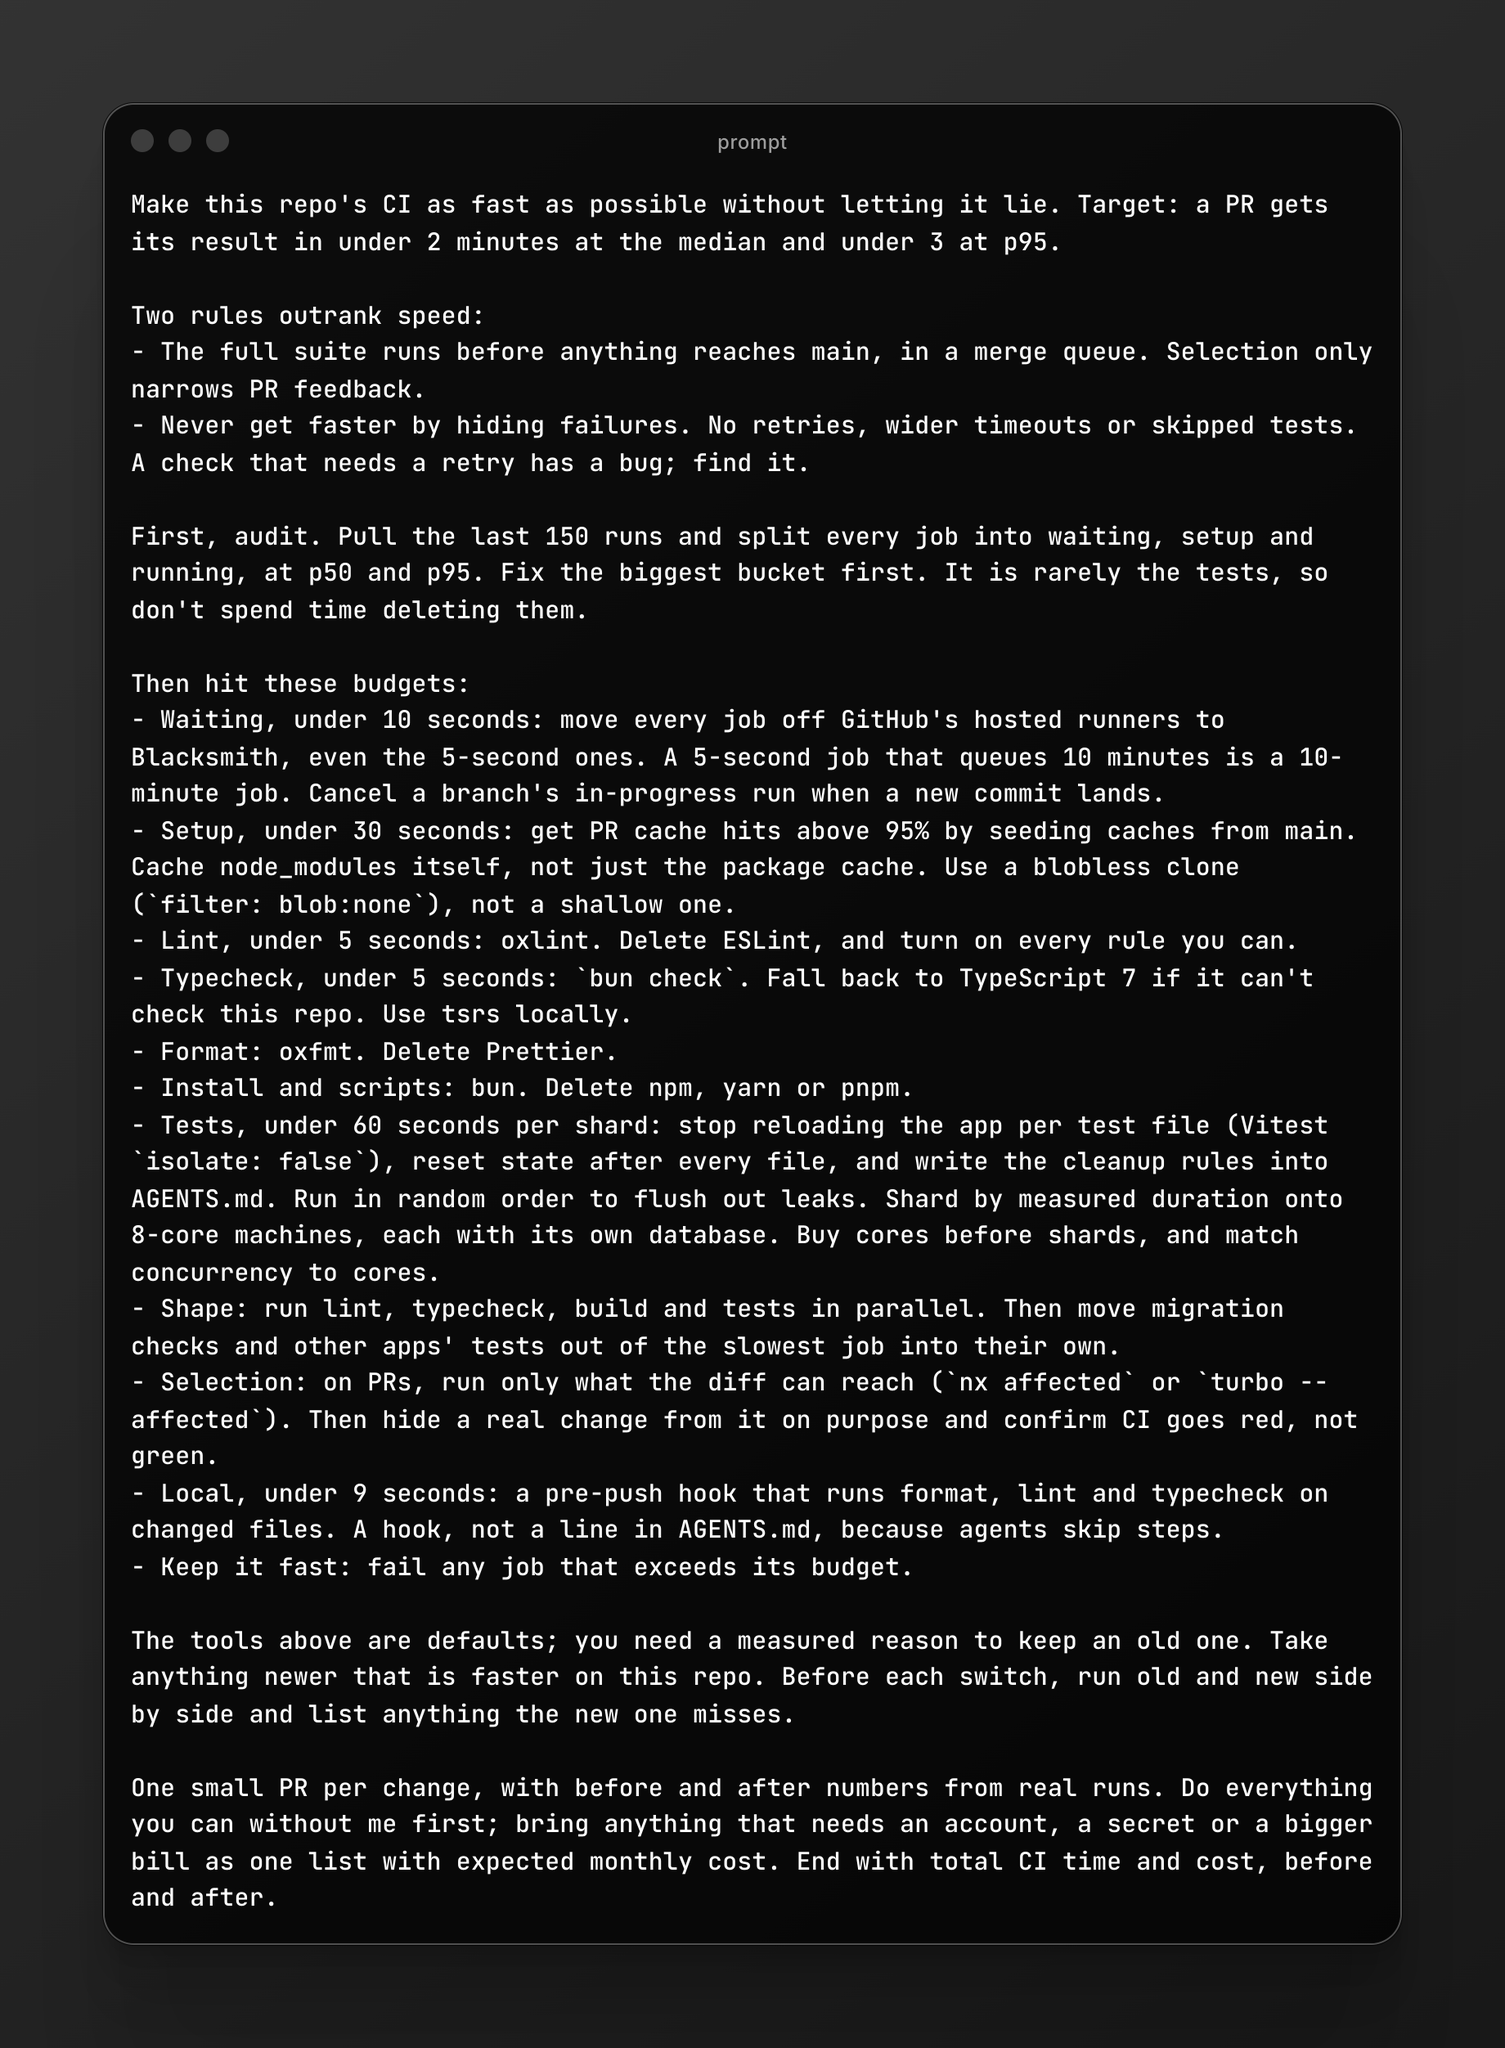 prompt
Make this repo's CI as fast as possible without letting it lie. Target: a PR gets
its result in under 2 minutes at the median and under 3 at p95.
Two rules outrank speed:
- The full suite runs before anything reaches main, in a merge queue. Selection only
narrows PR feedback.
- Never get faster by hiding failures. No retries, wider timeouts or skipped tests.
A check that needs a retry has a bug; find it.
First, audit. Pull the last 150 runs and split every job into waiting, setup and
running, at p50 and p95. Fix the biggest bucket first. It is rarely the tests, so
don't spend time deleting them.
Then hit these budgets:
- Waiting, under 10 seconds: move every job off GitHub's hosted runners to
Blacksmith, even the 5-second ones. A 5-second job that queues 10 minutes is a 10-
minute job. Cancel a branch's in-progress run when a new commit lands.
- Setup, under 30 seconds: get PR cache hits above 95% by seeding caches from main.
Cache node_modules itself, not just the package cache. Use a blobless clone
(`filter: blob:none`), not a shallow one.
- Lint, under 5 seconds: oxlint. Delete ESLint, and turn on every rule you can.
- Typecheck, under 5 seconds: `bun check`. Fall back to TypeScript 7 if it can't
check this repo. Use tsrs locally.
- Format: oxfmt. Delete Prettier.
- Install and scripts: bun. Delete npm, yarn or pnpm.
- Tests, under 60 seconds per shard: stop reloading the app per test file (Vitest
`isolate: false`), reset state after every file, and write the cleanup rules into
AGENTS.md. Run in random order to flush out leaks. Shard by measured duration onto
8-core machines, each with its own database. Buy cores before shards, and match
concurrency to cores.
- Shape: run lint, typecheck, build and tests in parallel. Then move migration
checks and other apps' tests out of the slowest job into their own.
- Selection: on PRs, run only what the diff can reach (`nx affected` or `turbo --
affected`). Then hide a real change from it on purpose and confirm CI goes red, not
green.
- Local, under 9 seconds: a pre-push hook that runs format, lint and typecheck on
changed files. A hook, not a line in AGENTS.md, because agents skip steps.
- Keep it fast: fail any job that exceeds its budget.
The tools above are defaults; you need a measured reason to keep an old one. Take
anything newer that is faster on this repo. Before each switch, run old and new side
by side and list anything the new one misses.
One small PR per change, with before and after numbers from real runs. Do everything
you can without me first; bring anything that needs an account, a secret or a bigger
bill as one list with expected monthly cost. End with total CI time and cost, before
and after.